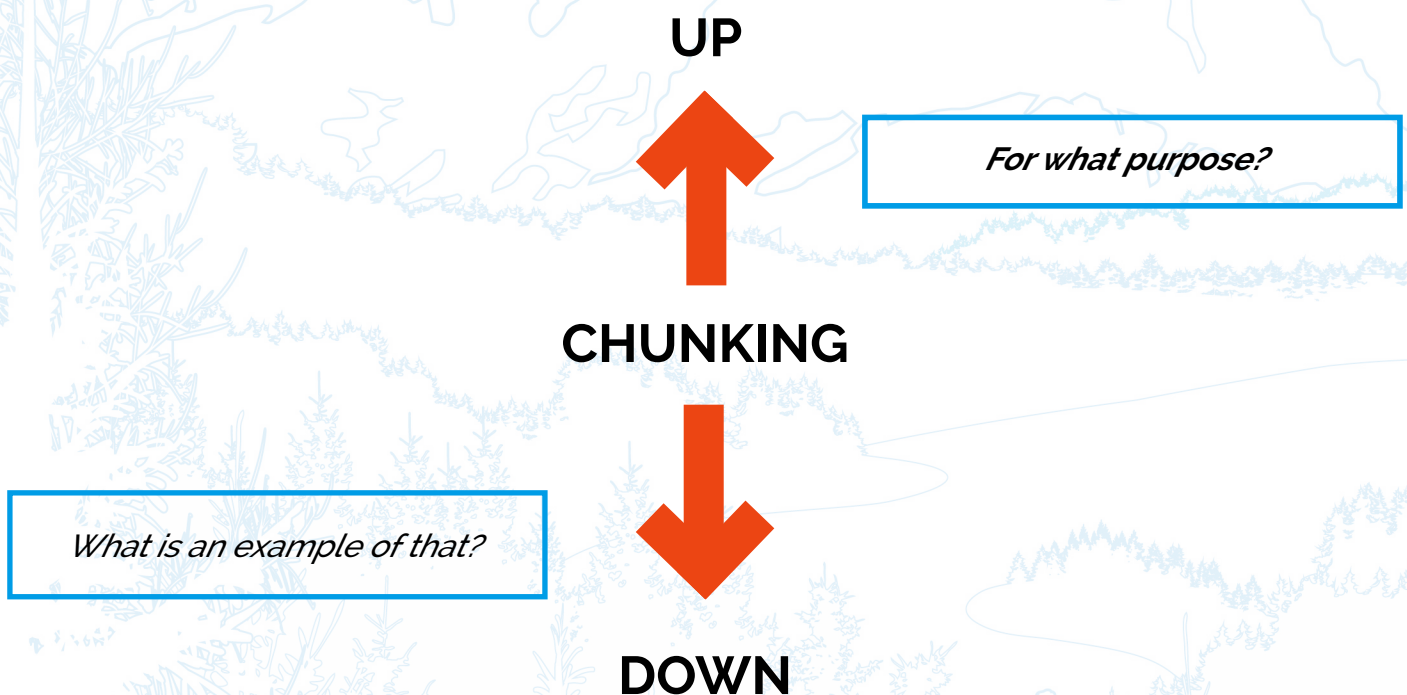 UP
For what purpose?
CHUNKING
What is an example of that?
DOWN